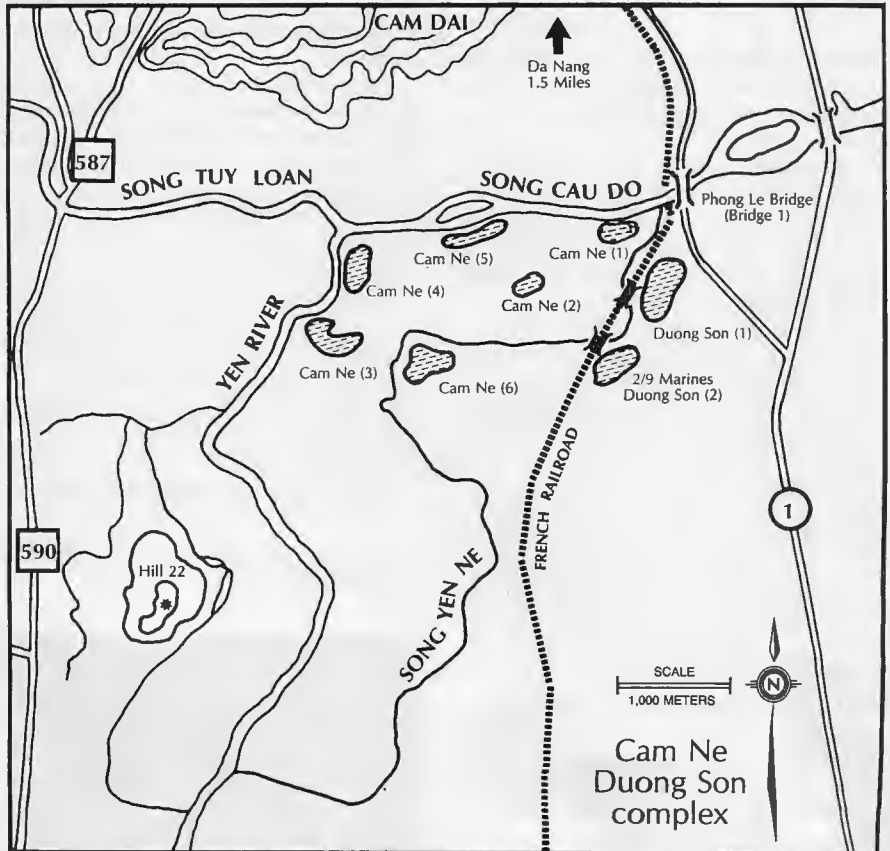 CAM DAI
Da Nang
1.5 Miles
587
SONG TUY LOAN
SONG CAU DO
Phong Le Bridge
(Bridge 1)
Cam Ne (5)
Cam Ne (1)
Cam Ne (4)
Cam Ne (2)
YEN RIVER
Duong Son (1)
Cam Ne (3)
Cam Ne (6)
2/9 Marines
Duong Son (2)
FRENCH RAILROAD
1
590
Hill 22
SONG YEN NE
SCALE
1,000 METERS
N
Cam Ne
Duong Son
complex